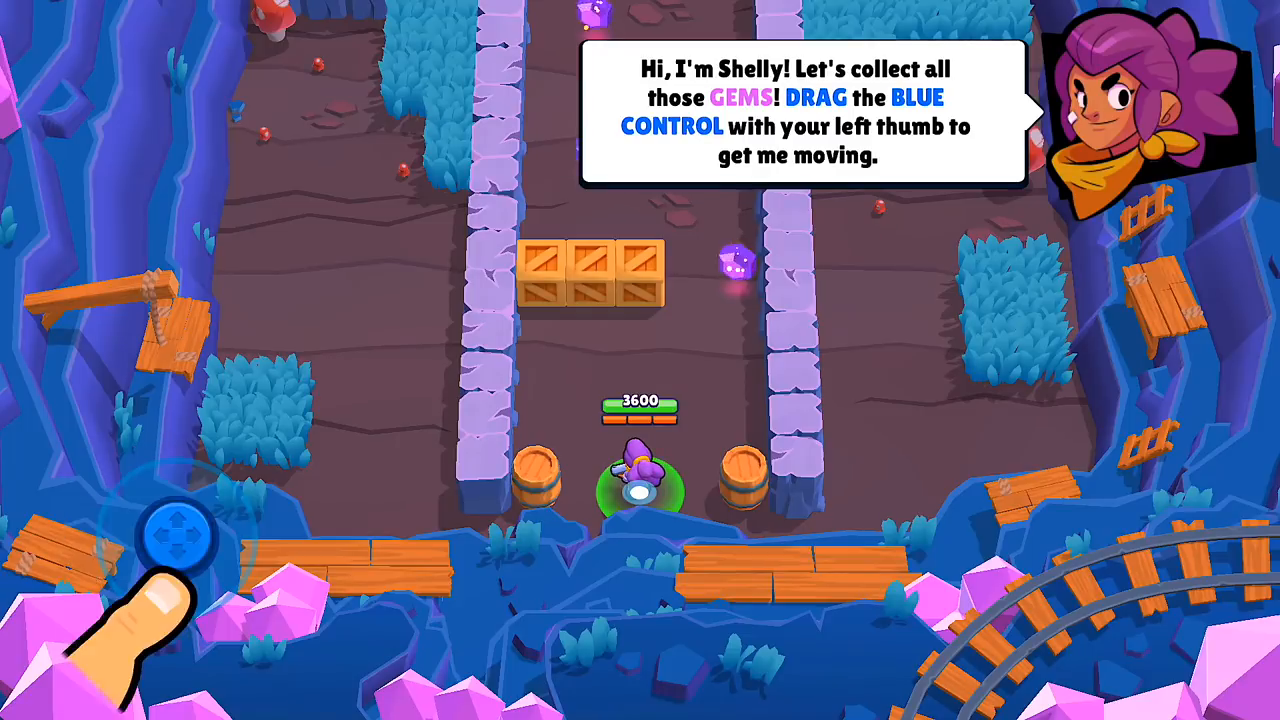 Hi, I'm Shelly! Let's collect all
those GEMS! DRAG the BLUE
CONTROL with your left thumb to
get me moving.
3600